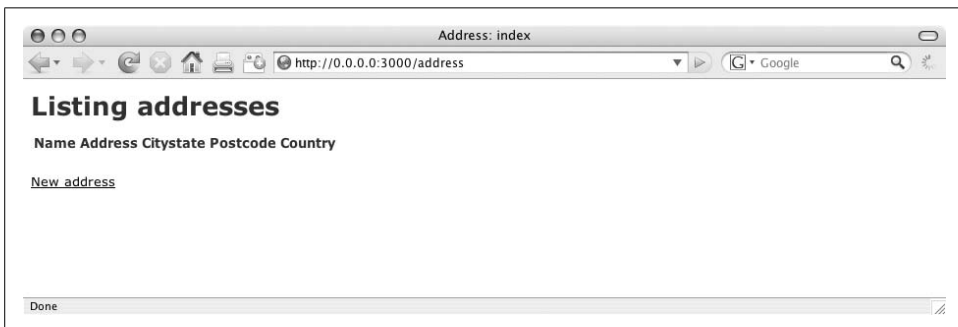 Address: index
http://0.0.0.0:3000/address
G Google
Listing addresses
Name Address Citystate Postcode Country
New address
Done